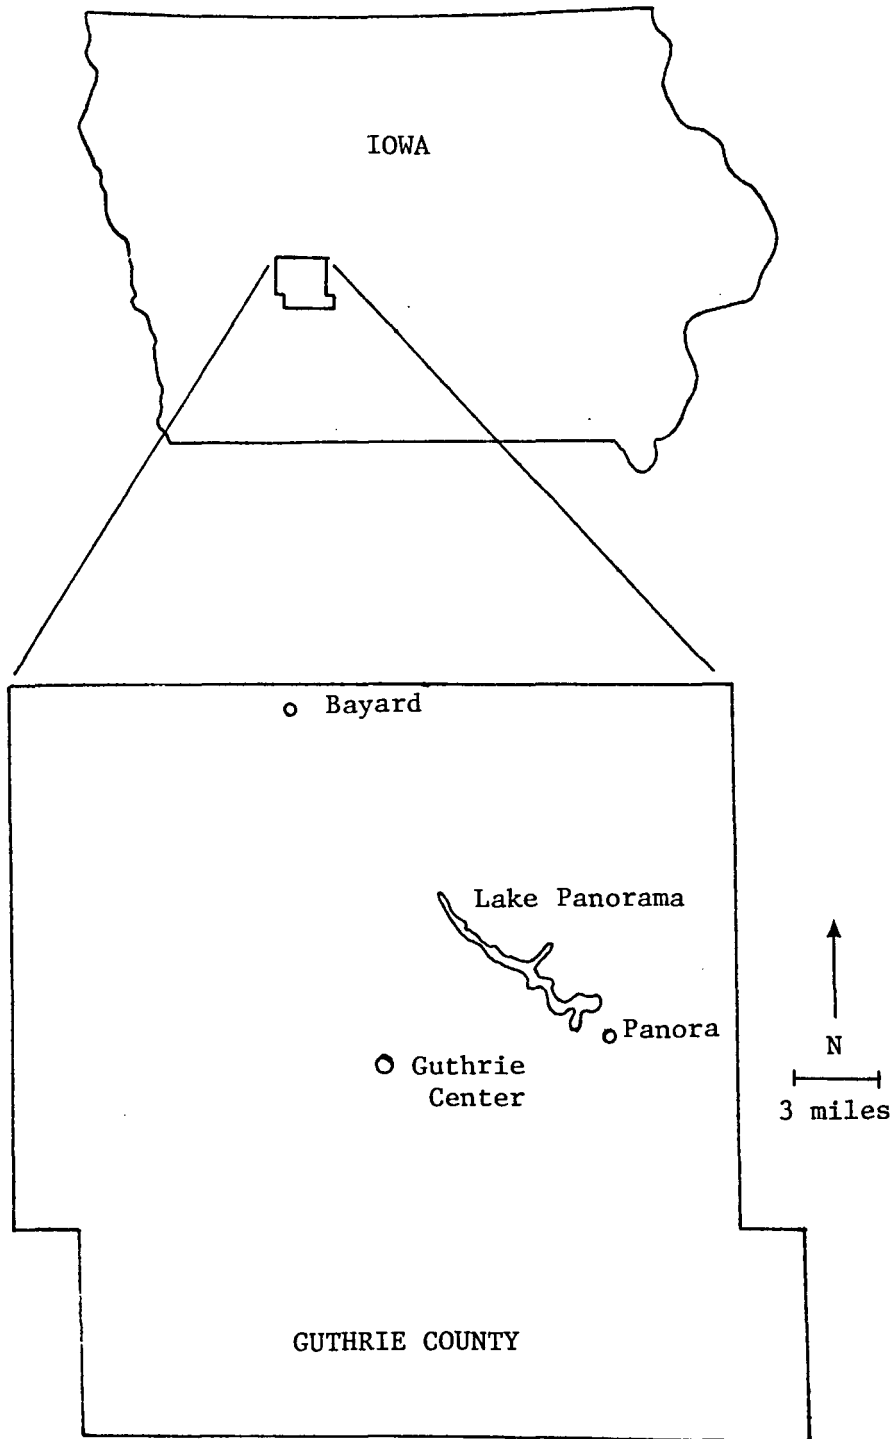 IOWA
Bayard
Lake Panorama
Panora
Guthrie
Center
N
3 miles
GUTHRIE COUNTY